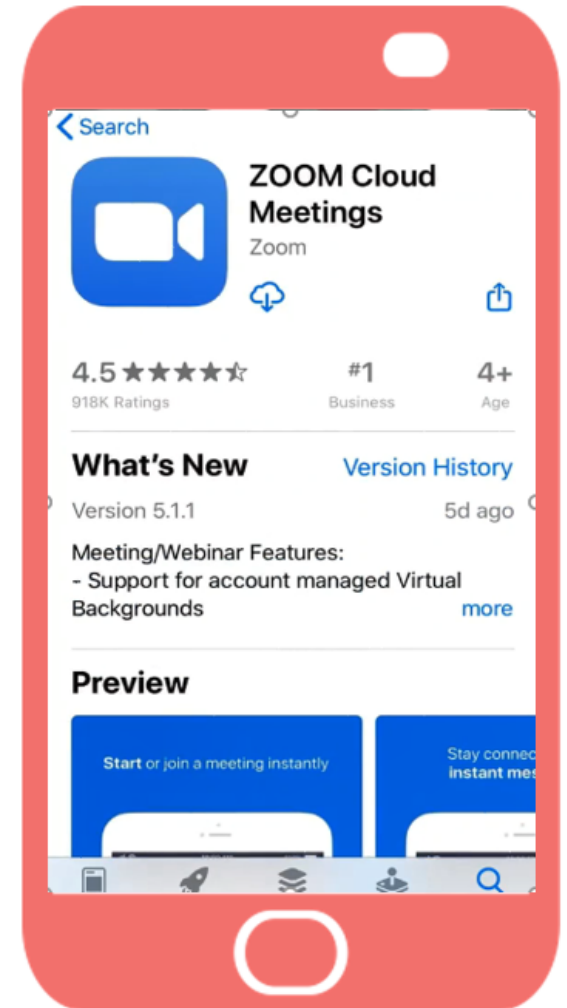 Search
ZOOM Cloud
Meetings
Zoom
4.5
#1
4+
918K Ratings
Business
Age
What's New
Version History
Version 5.1.1
5d ago
Meeting/Webinar Features:
- Support for account managed Virtual
Backgrounds
more
Preview
Start or join a meeting instantly
Stay connec
instant mes